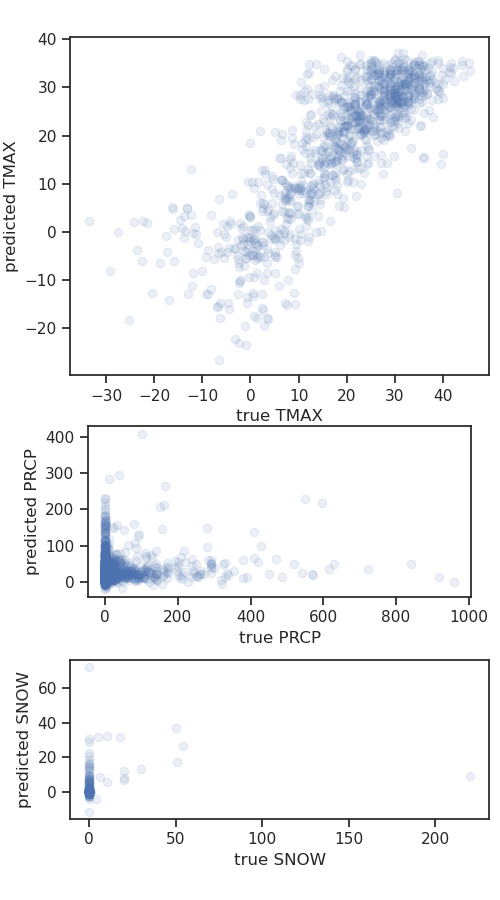 40
30
20
10
0
−10
−20
predicted TMAX
−30 −20 −10 0 10 20 30 40
true TMAX
400
300
200
100
0
predicted PRCP
0 200 400 600 800 1000
true PRCP
60
40
20
0
predicted SNOW
0 50 100 150 200
true SNOW